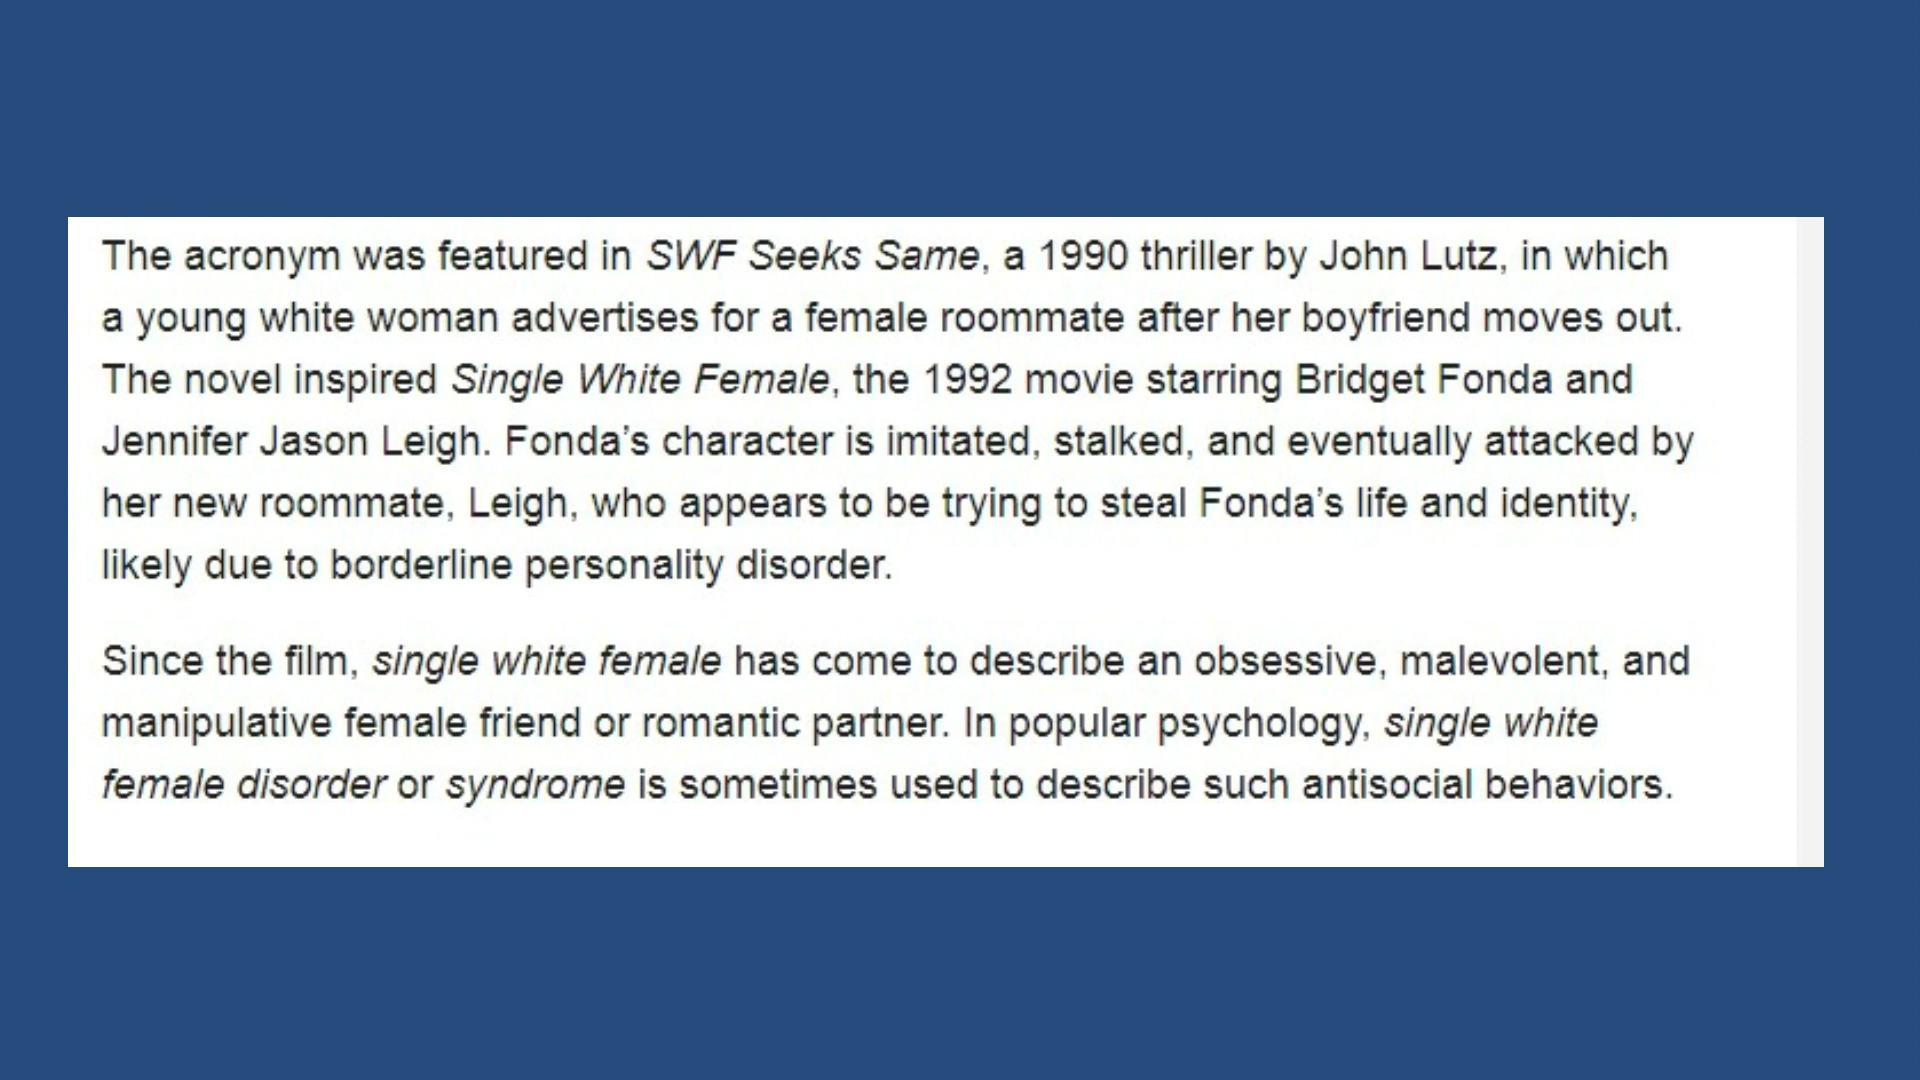 The acronym was featured in SWF Seeks Same, a 1990 thriller by John Lutz, in which
a young white woman advertises for a female roommate after her boyfriend moves out.
The novel inspired Single White Female, the 1992 movie starring Bridget Fonda and
Jennifer Jason Leigh. Fonda’s character is imitated, stalked, and eventually attacked by
her new roommate, Leigh, who appears to be trying to steal Fonda’s life and identity,
likely due to borderline personality disorder.
Since the film, single white female has come to describe an obsessive, malevolent, and
manipulative female friend or romantic partner. In popular psychology, single white
female disorder or syndrome is sometimes used to describe such antisocial behaviors.